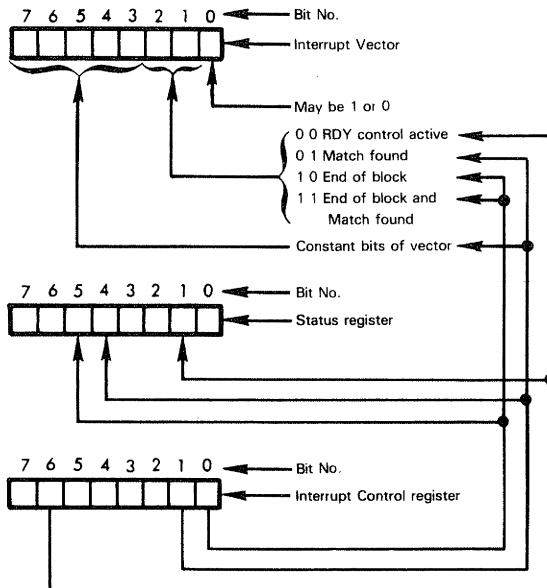 7 6 5 4 3 2 1 0 Bit No.
Interrupt Vector
May be 1 or 0
0 0 RDY control active
0 1 Match found
1 0 End of block
1 1 End of block and
Match found
Constant bits of vector
7 6 5 4 3 2 1 0 Bit No.
Status register
7 6 5 4 3 2 1 0 Bit No.
Interrupt Control register